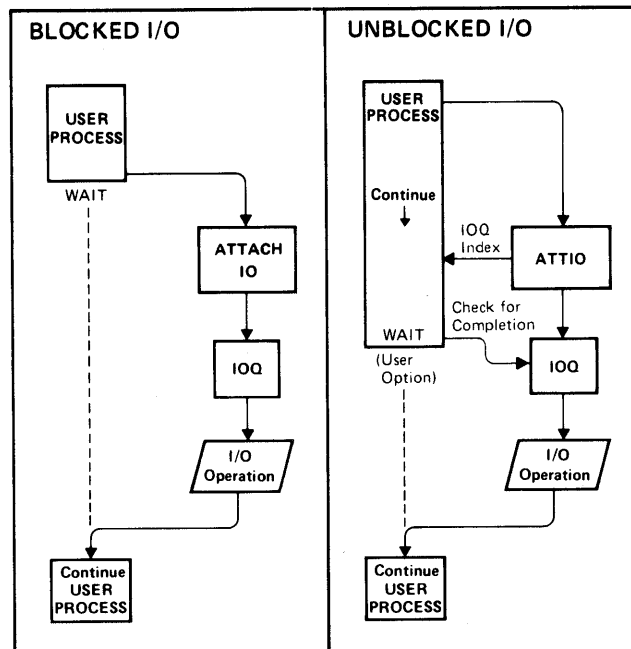 BLOCKED I/O
USER
PROCESS
WAIT
ATTACH
IO
IOQ
I/O
Operation
Continue
USER
PROCESS
UNBLOCKED I/O
USER
PROCESS
Continue
IOQ
Index
ATTIO
Check for
Completion
WAIT
(User
Option)
IOQ
I/O
Operation
Continue
USER
PROCESS